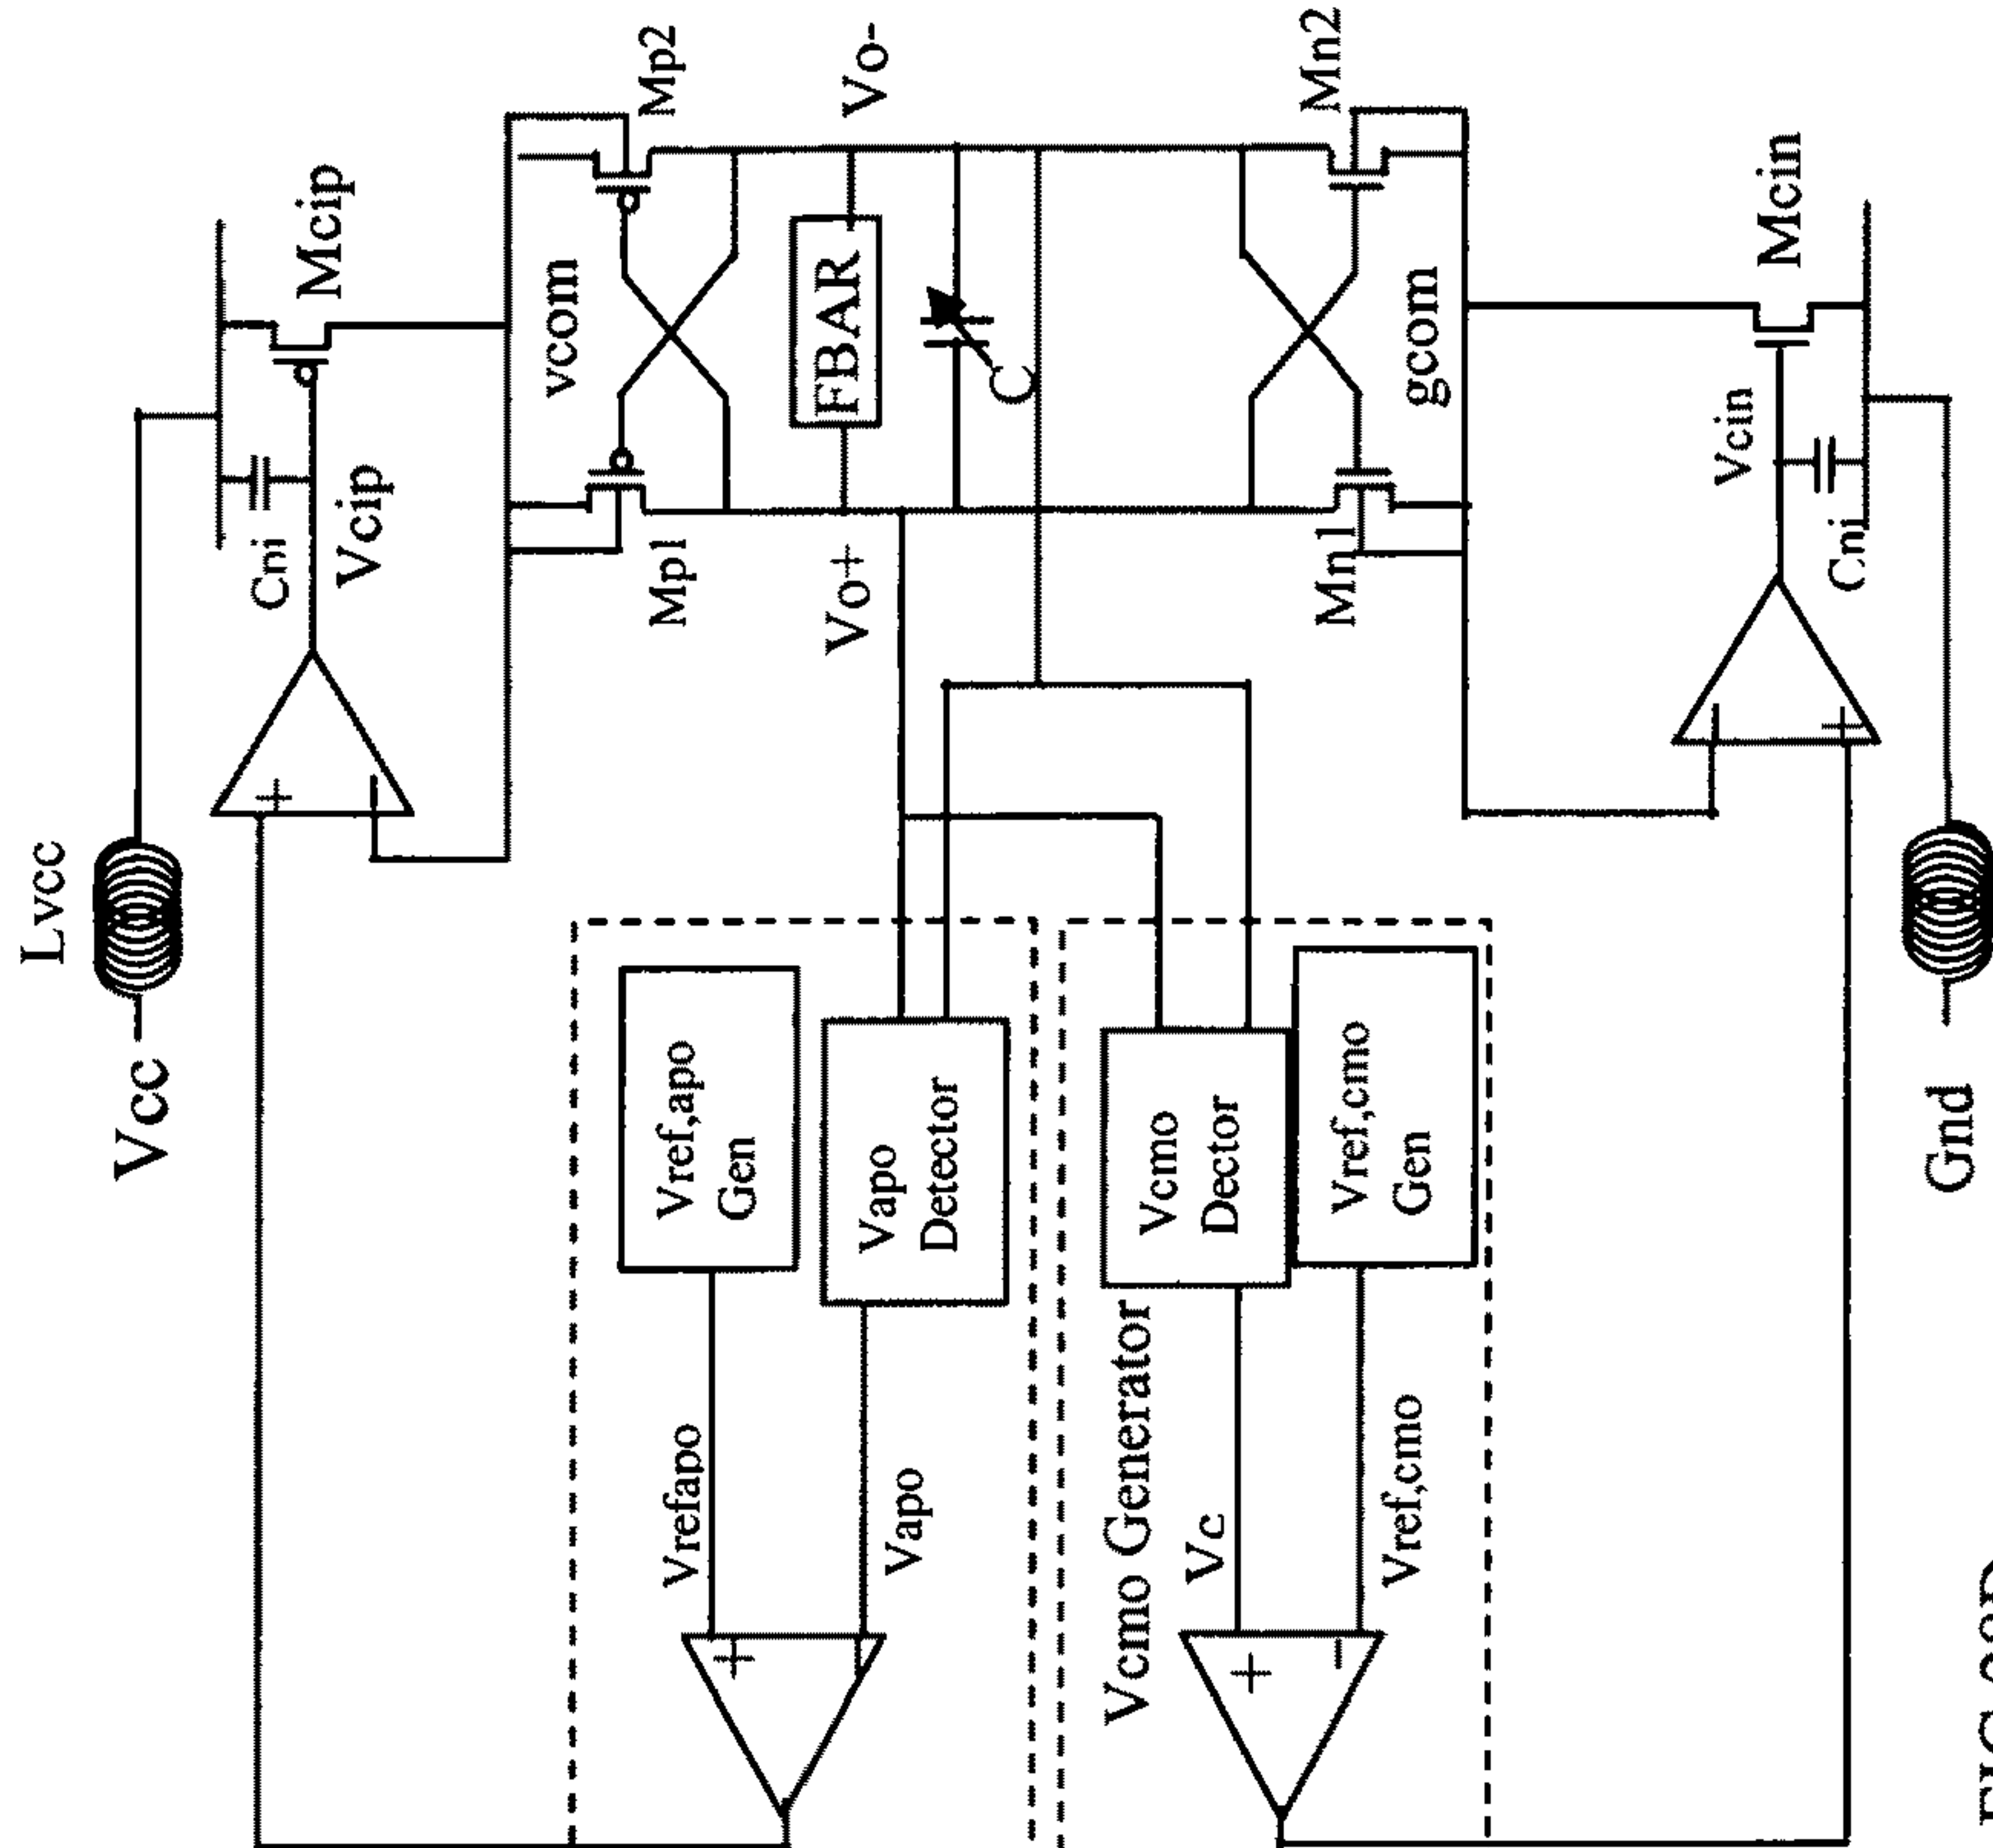 Lvcc
Vcc
Cni
Vcip
Mcip
vcom
Mp1
Mp2
Vo+
Vo-
FBAR
C
Mn1
Mn2
gcom
Vcin
Mcin
Cni
Gnd
+
−
Vref,apo
Gen
Vapo
Detector
Vrefapo
Vapo
+
Vcmo
Dector
Vref,cmo
Gen
Vcmo Generator
Vc
Vref,cmo
+
−
−
+